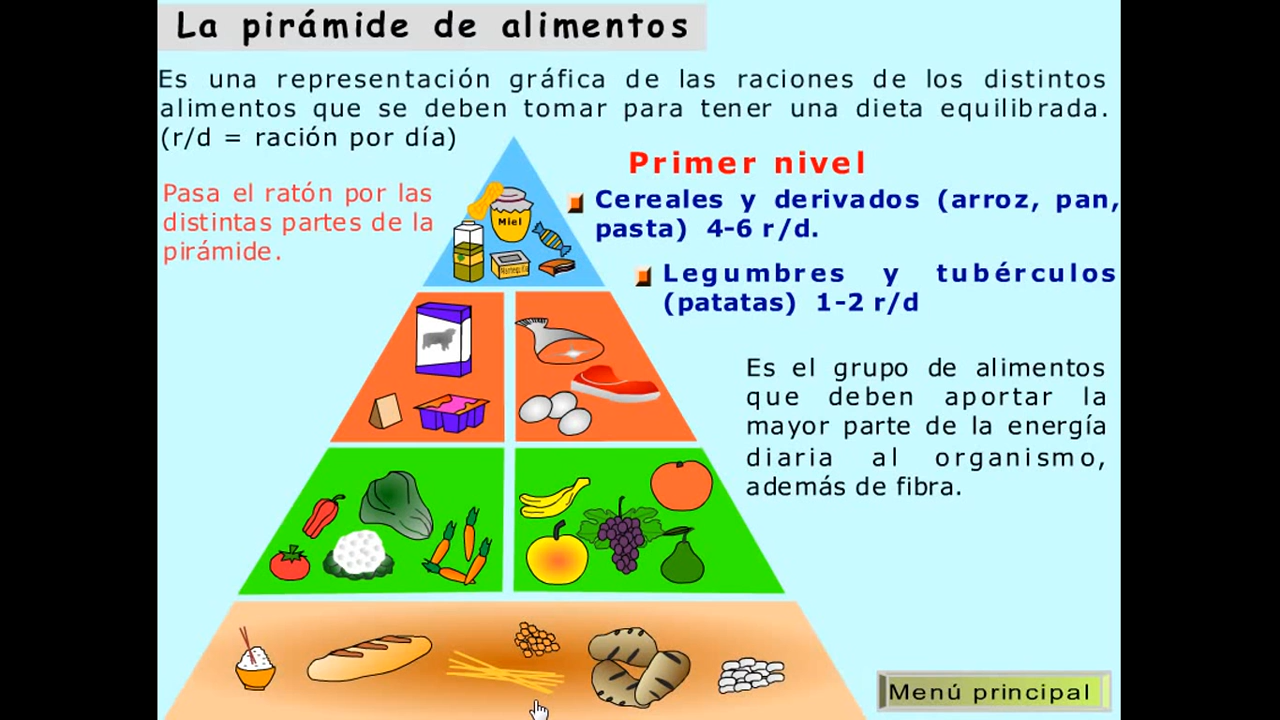 La pirámide de alimentos
Es una representación gráfica de las raciones de los distintos
alimentos que se deben tomar para tener una dieta equilibrada.
(r/d = ración por día)
Pasa el ratón por las
distintas partes de la
pirámide.
Primer nivel
Cereales y derivados (arroz, pan,
pasta) 4-6 r/d.
Legumbres y tubérculos
(patatas) 1-2 r/d
Es el grupo de alimentos
que deben aportar la
mayor parte de la energía
diaria al organismo,
además de fibra.
Miel
Menú principal